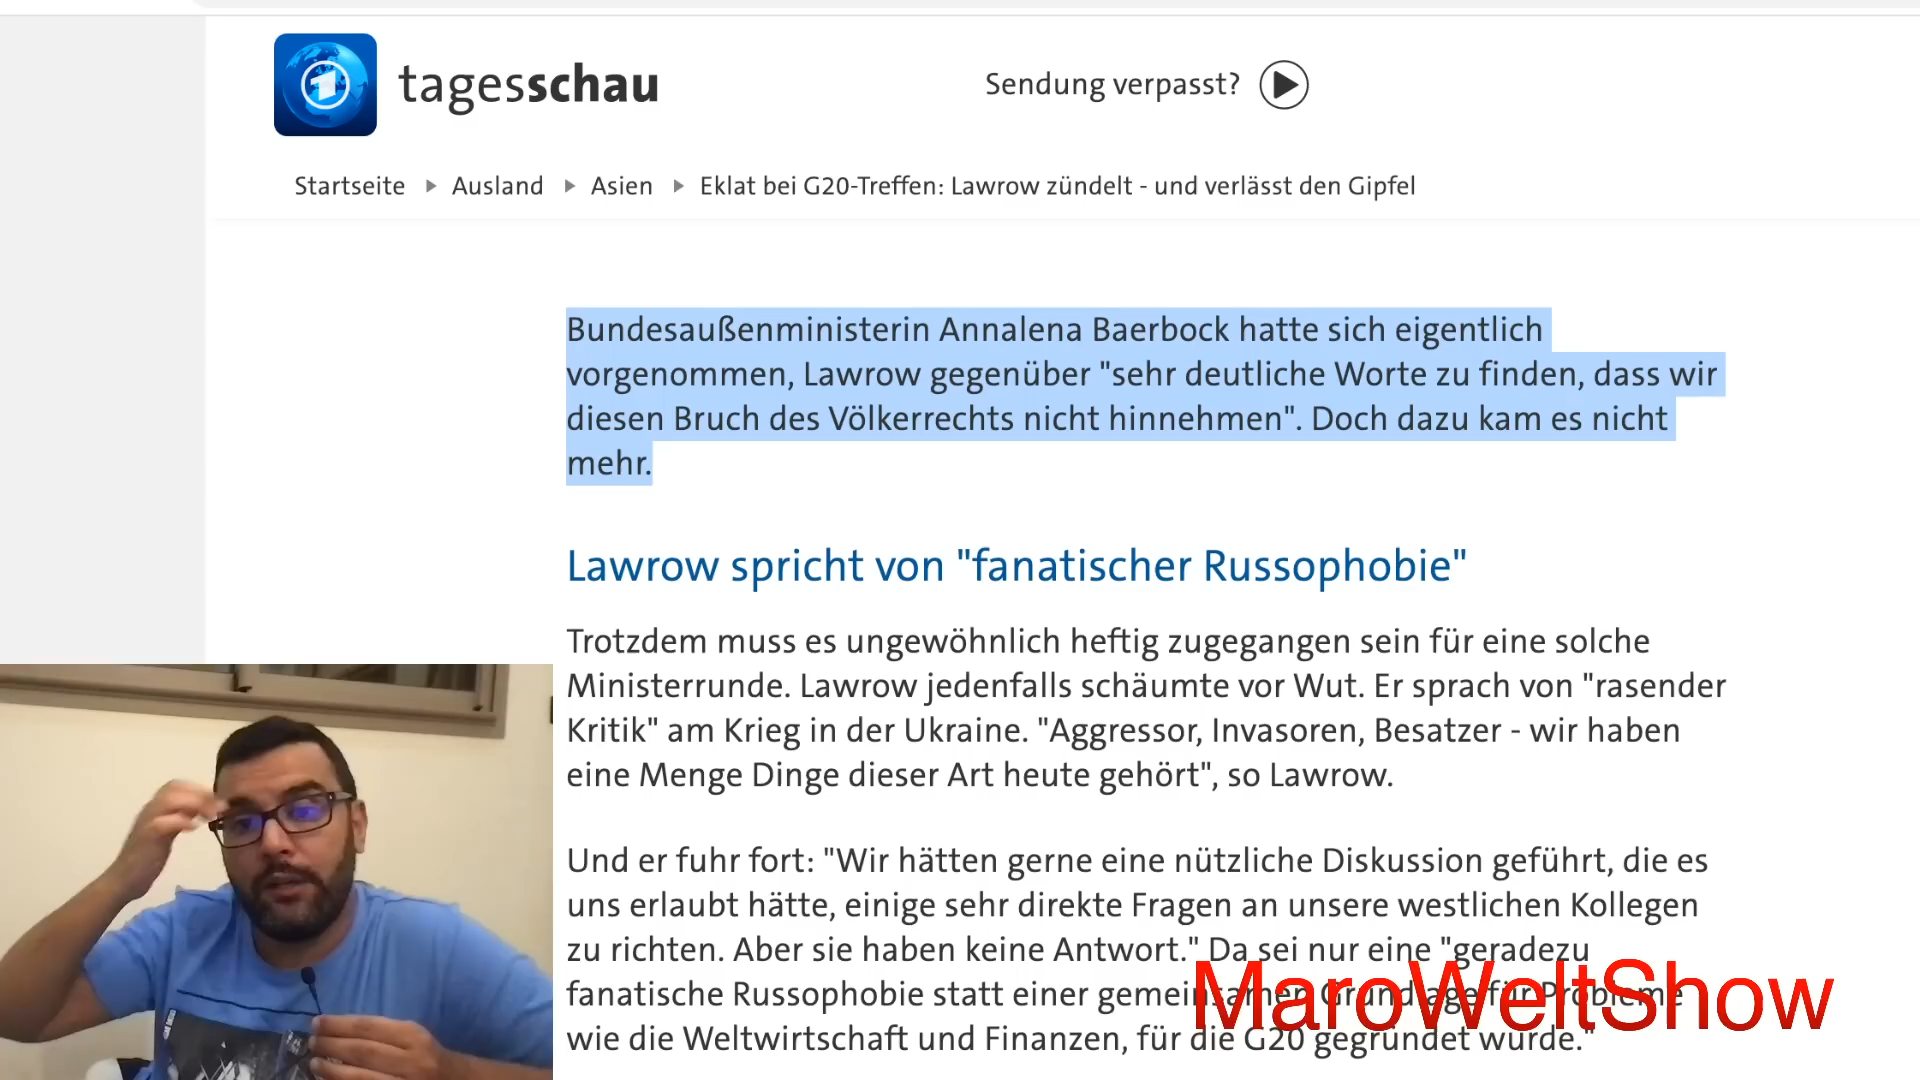 tagesschau
Sendung verpasst?
Startseite Ausland Asien Eklat bei G20-Treffen: Lawrow zündelt - und verlässt den Gipfel
Bundesaußenministerin Annalena Baerbock hatte sich eigentlich
vorgenommen, Lawrow gegenüber "sehr deutliche Worte zu finden, dass wir
diesen Bruch des Völkerrechts nicht hinnehmen". Doch dazu kam es nicht
mehr.
Lawrow spricht von "fanatischer Russophobie"
Trotzdem muss es ungewöhnlich heftig zugegangen sein für eine solche
Ministerrunde. Lawrow jedenfalls schäumte vor Wut. Er sprach von "rasender
Kritik" am Krieg in der Ukraine. "Aggressor, Invasoren, Besatzer - wir haben
eine Menge Dinge dieser Art heute gehört", so Lawrow.
Und er fuhr fort: "Wir hätten gerne eine nützliche Diskussion geführt, die es
uns erlaubt hätte, einige sehr direkte Fragen an unsere westlichen Kollegen
zu richten. Aber sie haben keine Antwort." Da sei nur eine "geradezu
fanatische Russophobie statt einer gemeinsamen Grundlage für Probleme
wie die Weltwirtschaft und Finanzen, für die G20 gegründet wurde."
MaroWeltShow